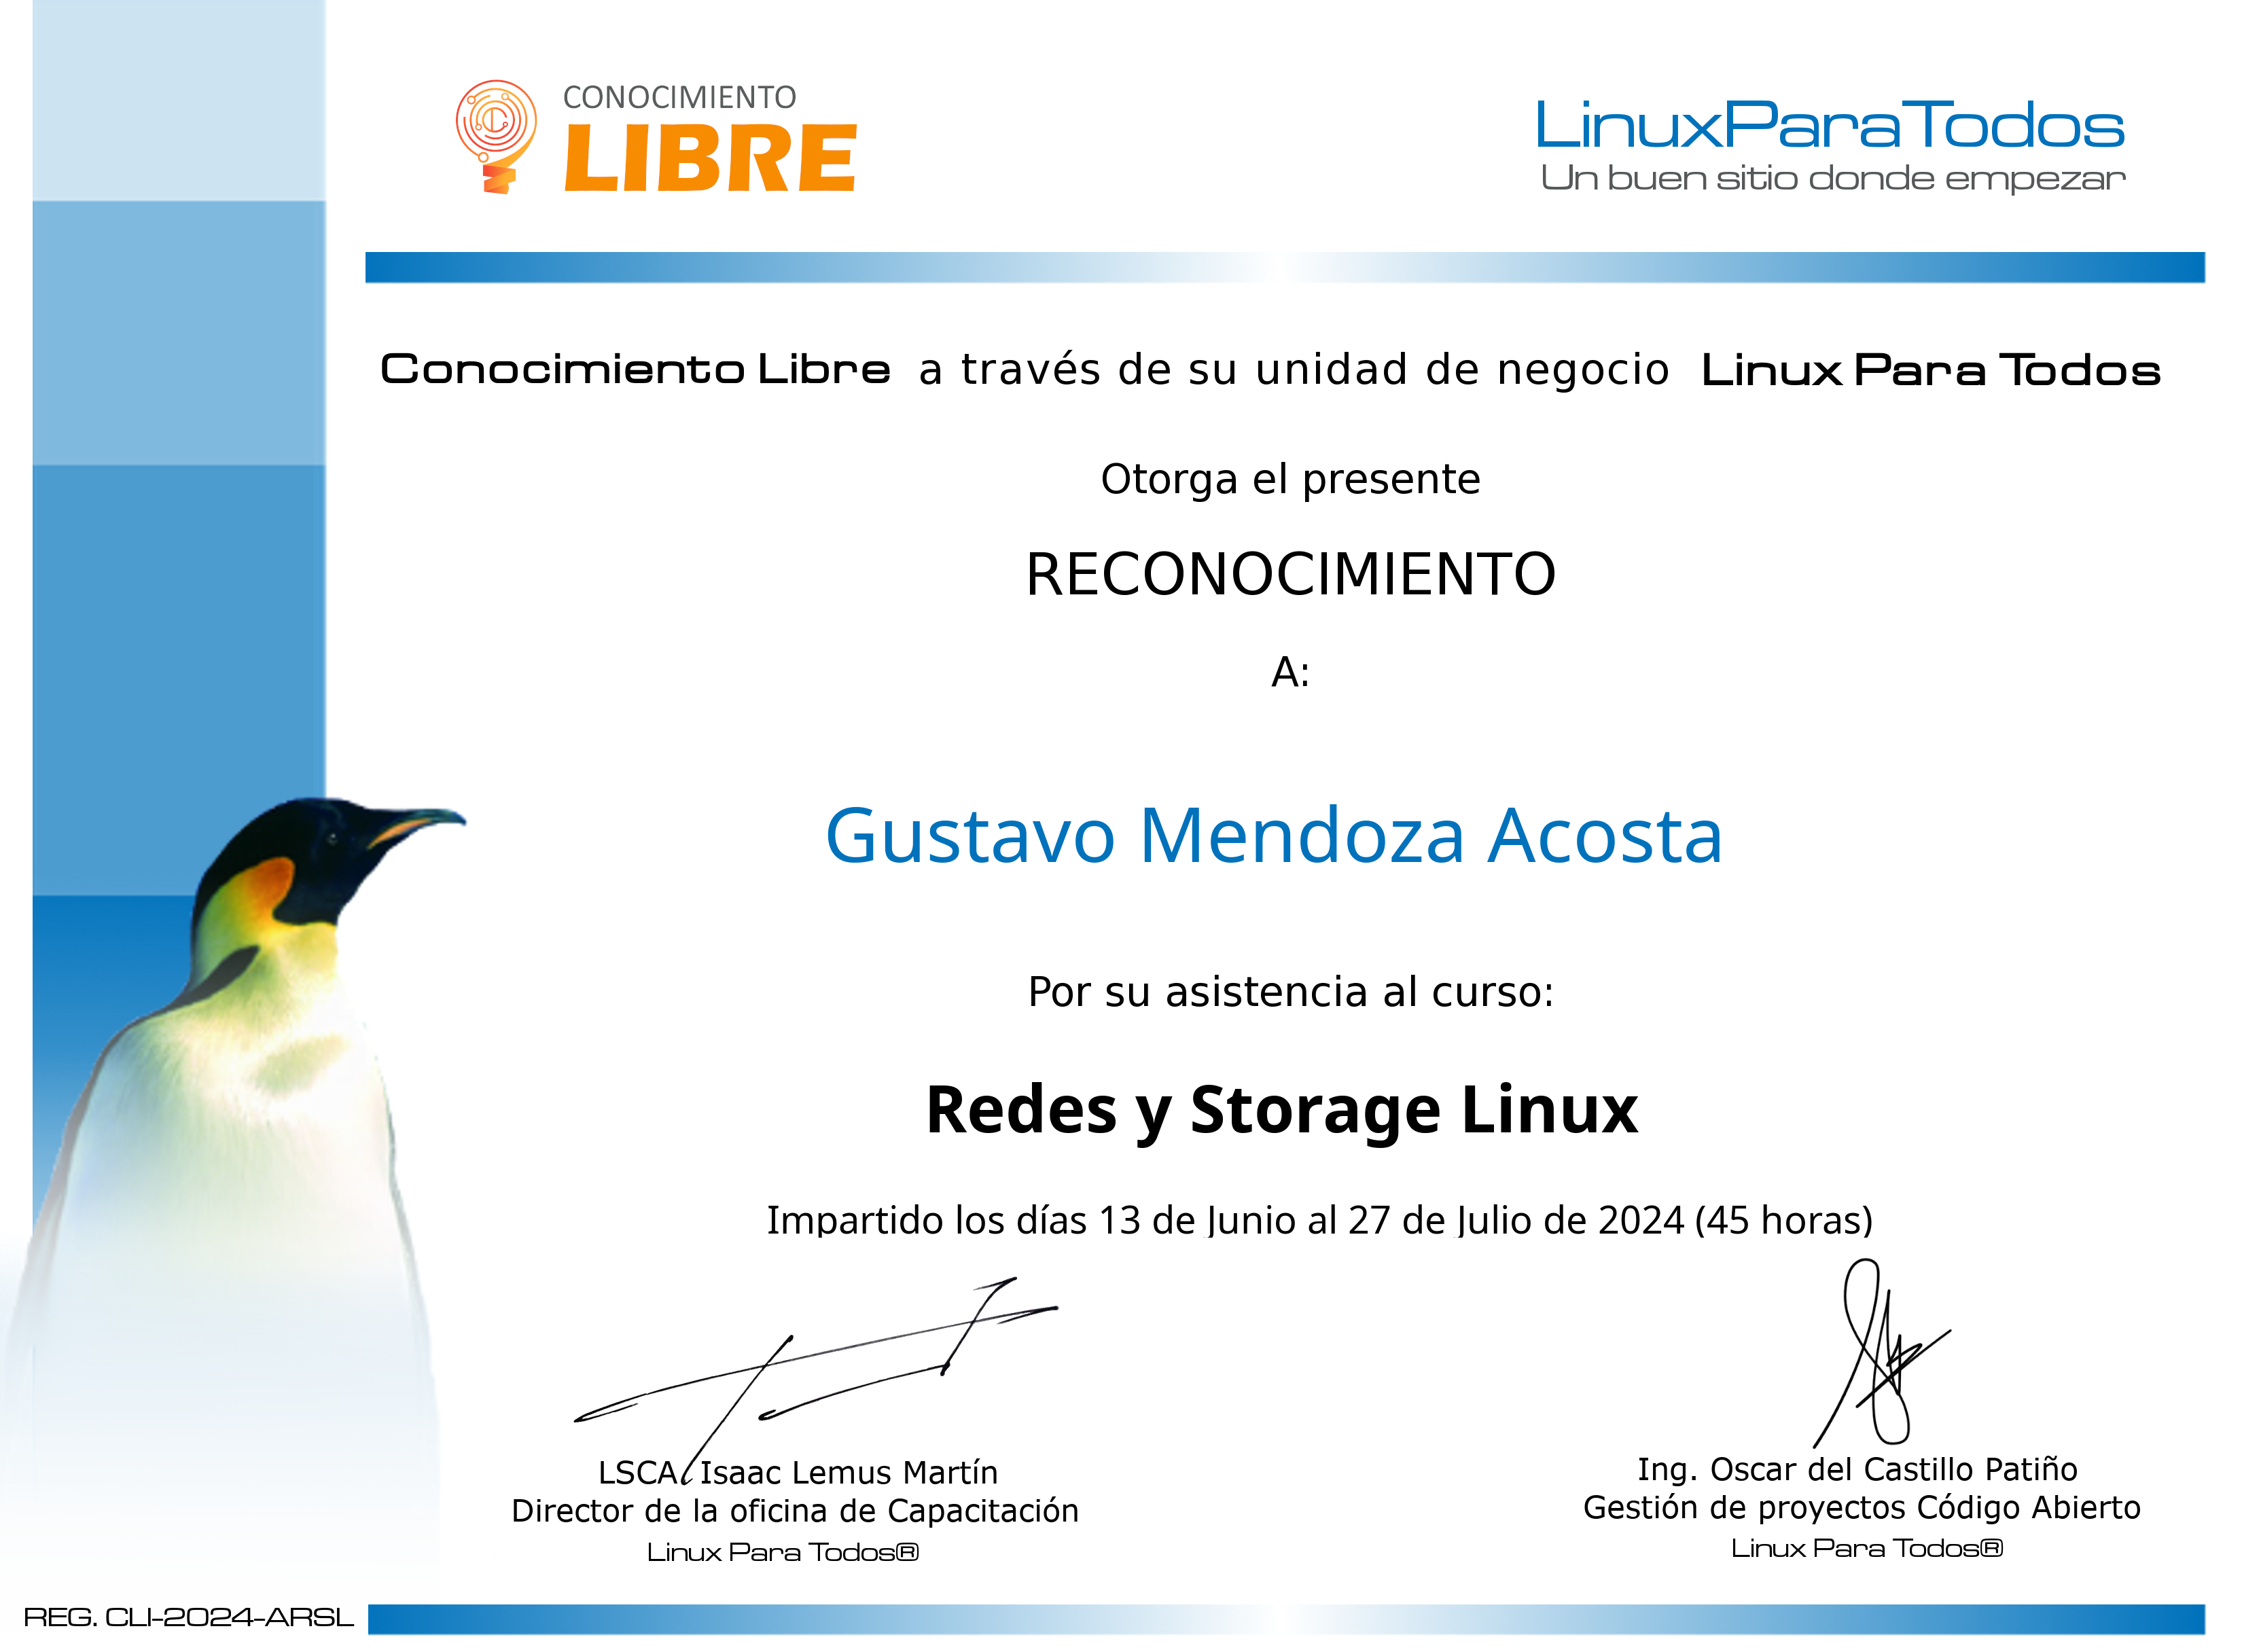 CONOCIMIENTO
LIBRE
LinuxParaTodos
Un buen sitio donde empezar
Conocimiento Libre a través de su unidad de negocio Linux Para Todos
Otorga el presente
RECONOCIMIENTO
A:
Gustavo Mendoza Acosta
Por su asistencia al curso:
Redes y Storage Linux
Impartido los días 13 de Junio al 27 de Julio de 2024 (45 horas)
LSCA. Isaac Lemus Martín
Director de la oficina de Capacitación
Linux Para Todos®
Ing. Oscar del Castillo Patiño
Gestión de proyectos Código Abierto
Linux Para Todos®
REG. CLI-2024-ARSL